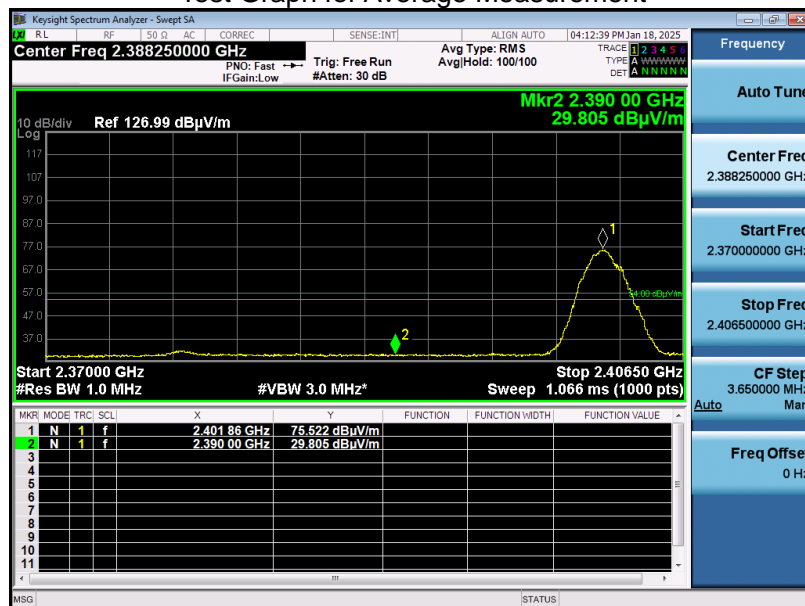 Test Graph for Average Measurement
Keysight Spectrum Analyzer - Swept SA
RL RF 50 Ω AC CORREC SENSE:INT ALIGN AUTO 04:12:39 PM Jan 18, 2025
Center Freq 2.388250000 GHz
PNO: Fast
IFGain:Low
Trig: Free Run
#Atten: 30 dB
Avg Type: RMS
Avg|Hold: 100/100
TRACE 1 2 3 4 5 6
TYPE A WWWWW
DET A N N N N N
Frequency
Mkr2 2.390 00 GHz
29.805 dBµV/m
10 dB/div Ref 126.99 dBµV/m
Log
117
107
97.0
87.0
77.0
67.0
57.0
47.0
37.0
1
2
54.00 dBµV/m
Start 2.37000 GHz Stop 2.40650 GHz
#Res BW 1.0 MHz #VBW 3.0 MHz* Sweep 1.066 ms (1000 pts)
MKR MODE TRC SCL X Y FUNCTION FUNCTION WIDTH FUNCTION VALUE
1 N 1 f 2.401 86 GHz 75.522 dBµV/m
2 N 1 f 2.390 00 GHz 29.805 dBµV/m
3
4
5
6
7
8
9
10
11
Auto Tune
Center Freq
2.388250000 GHz
Start Freq
2.370000000 GHz
Stop Freq
2.406500000 GHz
CF Step
3.650000 MHz
Auto Man
Freq Offset
0 Hz
MSG STATUS